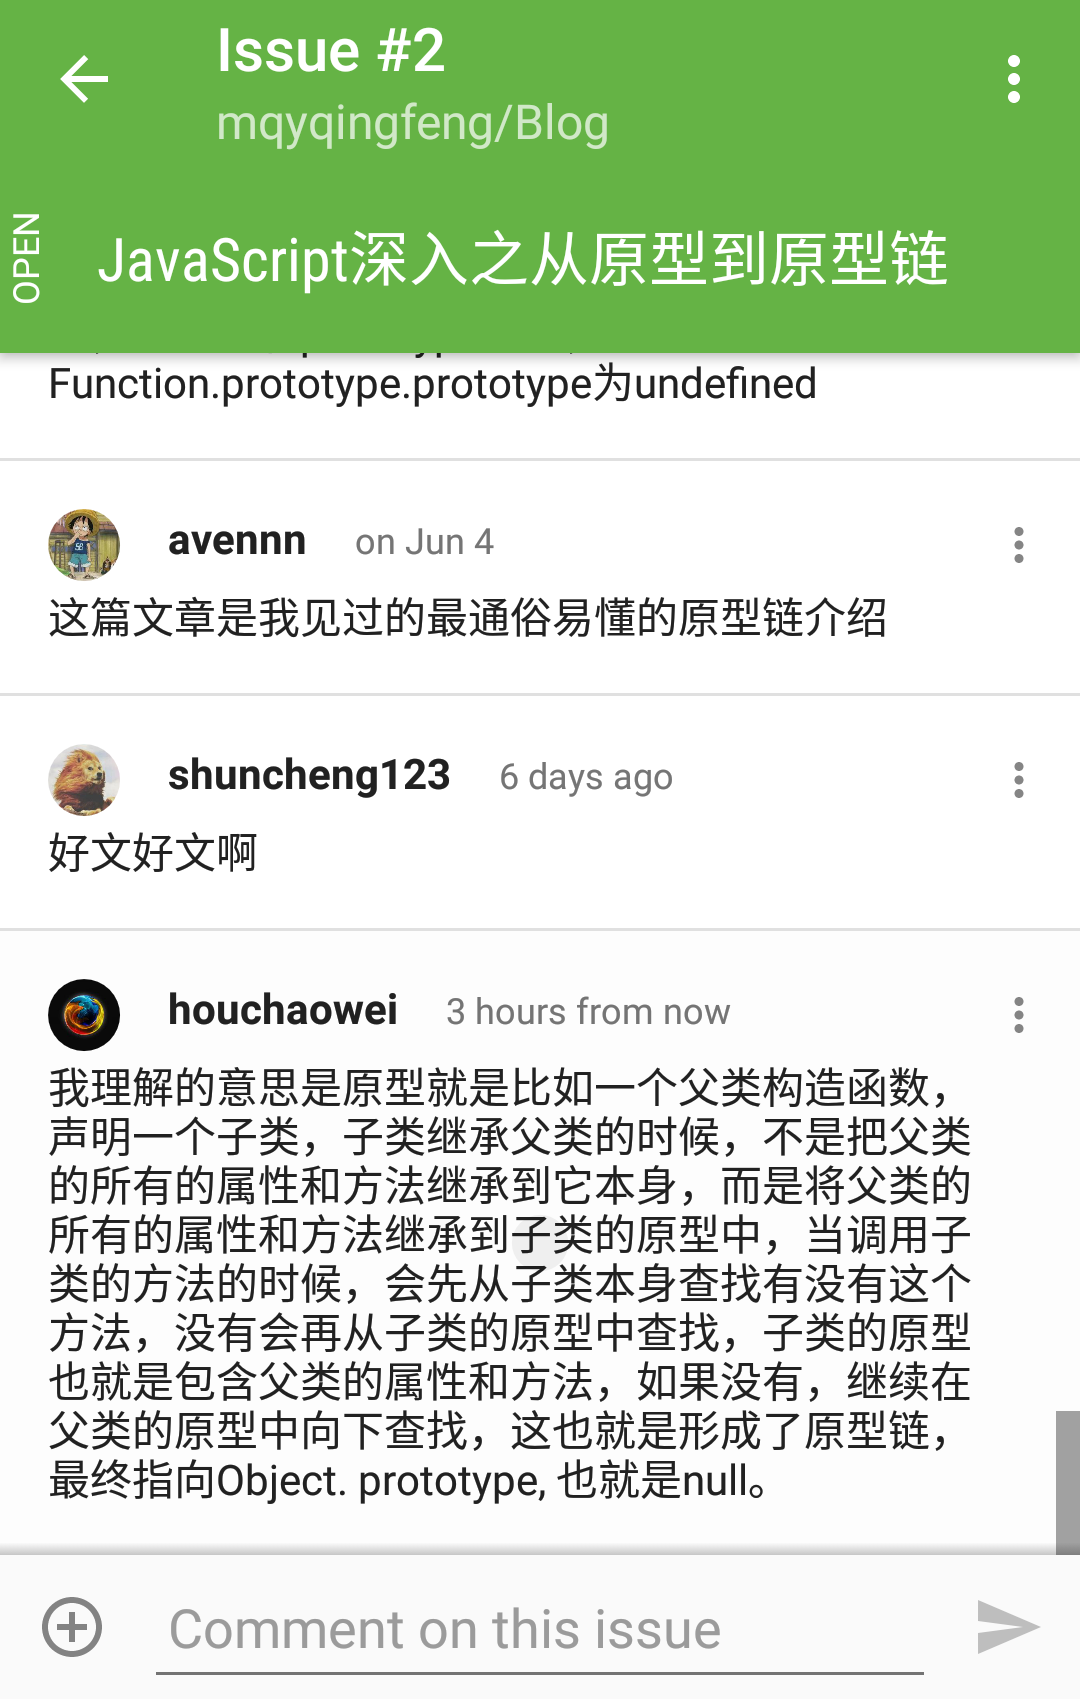 Issue #2
mqyqingfeng/Blog
OPEN
JavaScript深入之从原型到原型链
Function.prototype.prototype为undefined
avennn on Jun 4
这篇文章是我见过的最通俗易懂的原型链介绍
shuncheng123 6 days ago
好文好文啊
houchaowei 3 hours from now
我理解的意思是原型就是比如一个父类构造函数，
声明一个子类，子类继承父类的时候，不是把父类
的所有的属性和方法继承到它本身，而是将父类的
所有的属性和方法继承到子类的原型中，当调用子
类的方法的时候，会先从子类本身查找有没有这个
方法，没有会再从子类的原型中查找，子类的原型
也就是包含父类的属性和方法，如果没有，继续在
父类的原型中向下查找，这也就是形成了原型链，
最终指向Object. prototype, 也就是null。
Comment on this issue